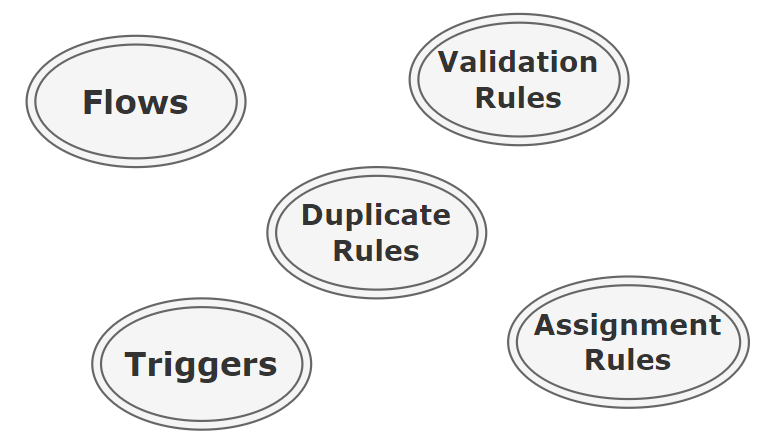 Flows
Validation
Rules
Duplicate
Rules
Triggers
Assignment
Rules